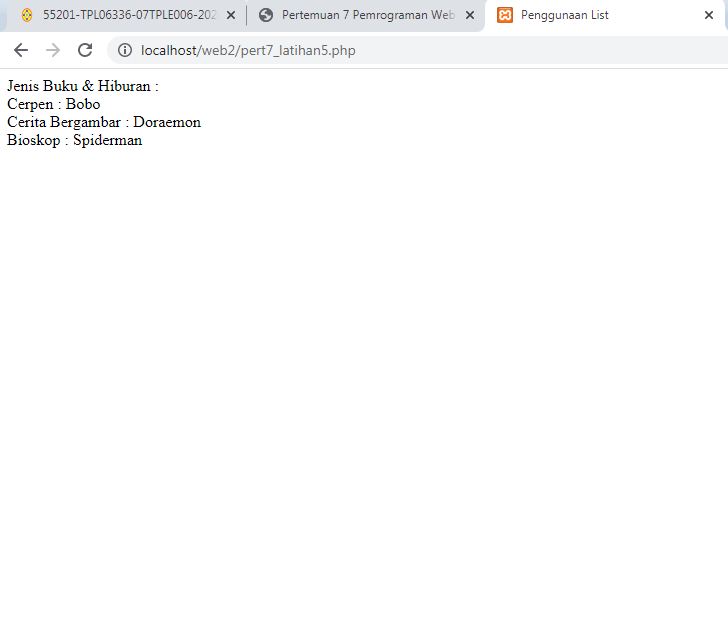 55201-TPL06336-07TPLE006-202
Pertemuan 7 Pemrograman Web
Penggunaan List
localhost/web2/pert7_latihan5.php
Jenis Buku & Hiburan :
Cerpen : Bobo
Cerita Bergambar : Doraemon
Bioskop : Spiderman